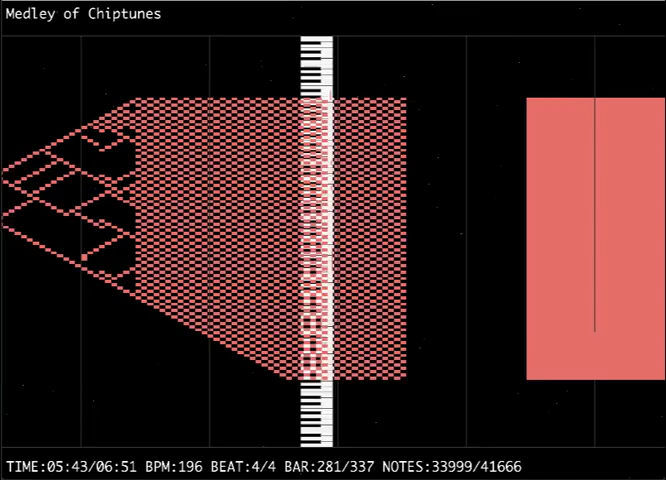 Medley of Chiptunes
TIME:05:43/06:51 BPM:196 BEAT:4/4 BAR:281/337 NOTES:33999/41666